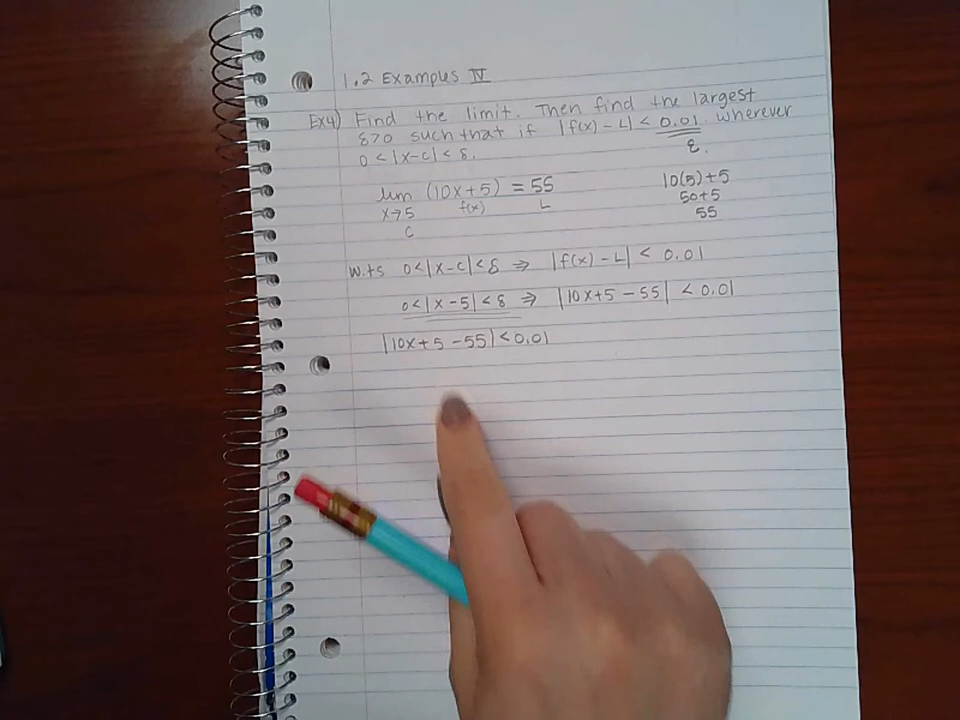 1.2 Examples IV
Ex4) Find the limit. Then find the largest
δ>0 such that if |f(x) - L| < 0.01 wherever
ε.
0 < |x-c| < δ.
lim (10x+5) = 55
x→5 f(x) L
c
10(5)+5
50+5
55
W.t.s 0<|x-c|<δ ⇒ |f(x) - L| < 0.01
0<|x-5|<δ ⇒ |10x+5 - 55| < 0.01
|10x+5 -55| < 0.01